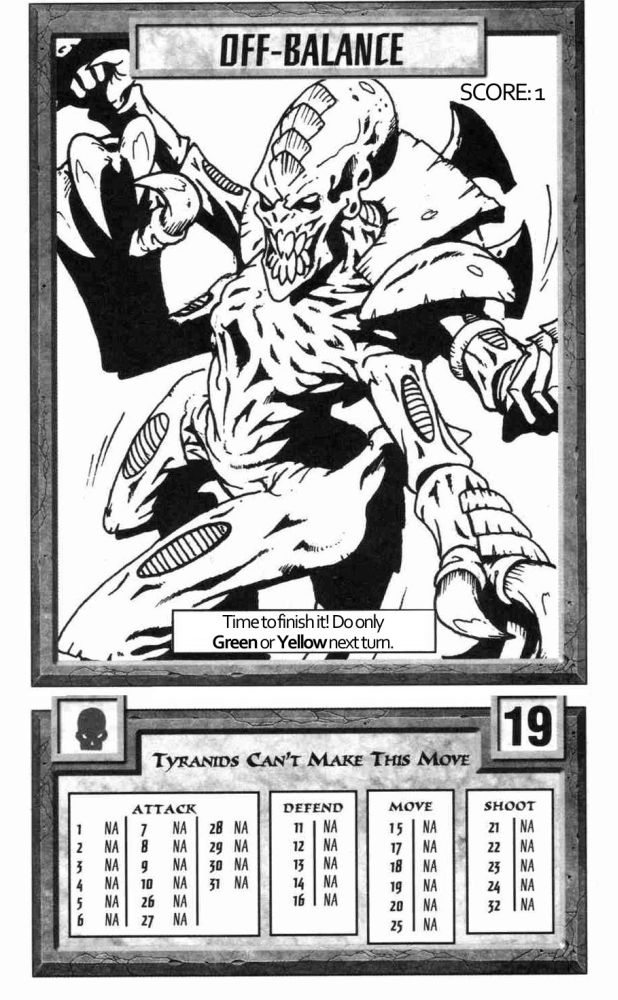 OFF-BALANCE
SCORE: 1
Time to finish it! Do only
Green or Yellow next turn.
19
TYRANIDS CAN'T MAKE THIS MOVE
ATTACK
1 NA 7 NA 28 NA
2 NA 8 NA 29 NA
3 NA 9 NA 30 NA
4 NA 10 NA 31 NA
5 NA 26 NA
6 NA 27 NA
DEFEND
11 NA
12 NA
13 NA
14 NA
16 NA
MOVE
15 NA
17 NA
18 NA
19 NA
20 NA
25 NA
SHOOT
21 NA
22 NA
23 NA
24 NA
32 NA